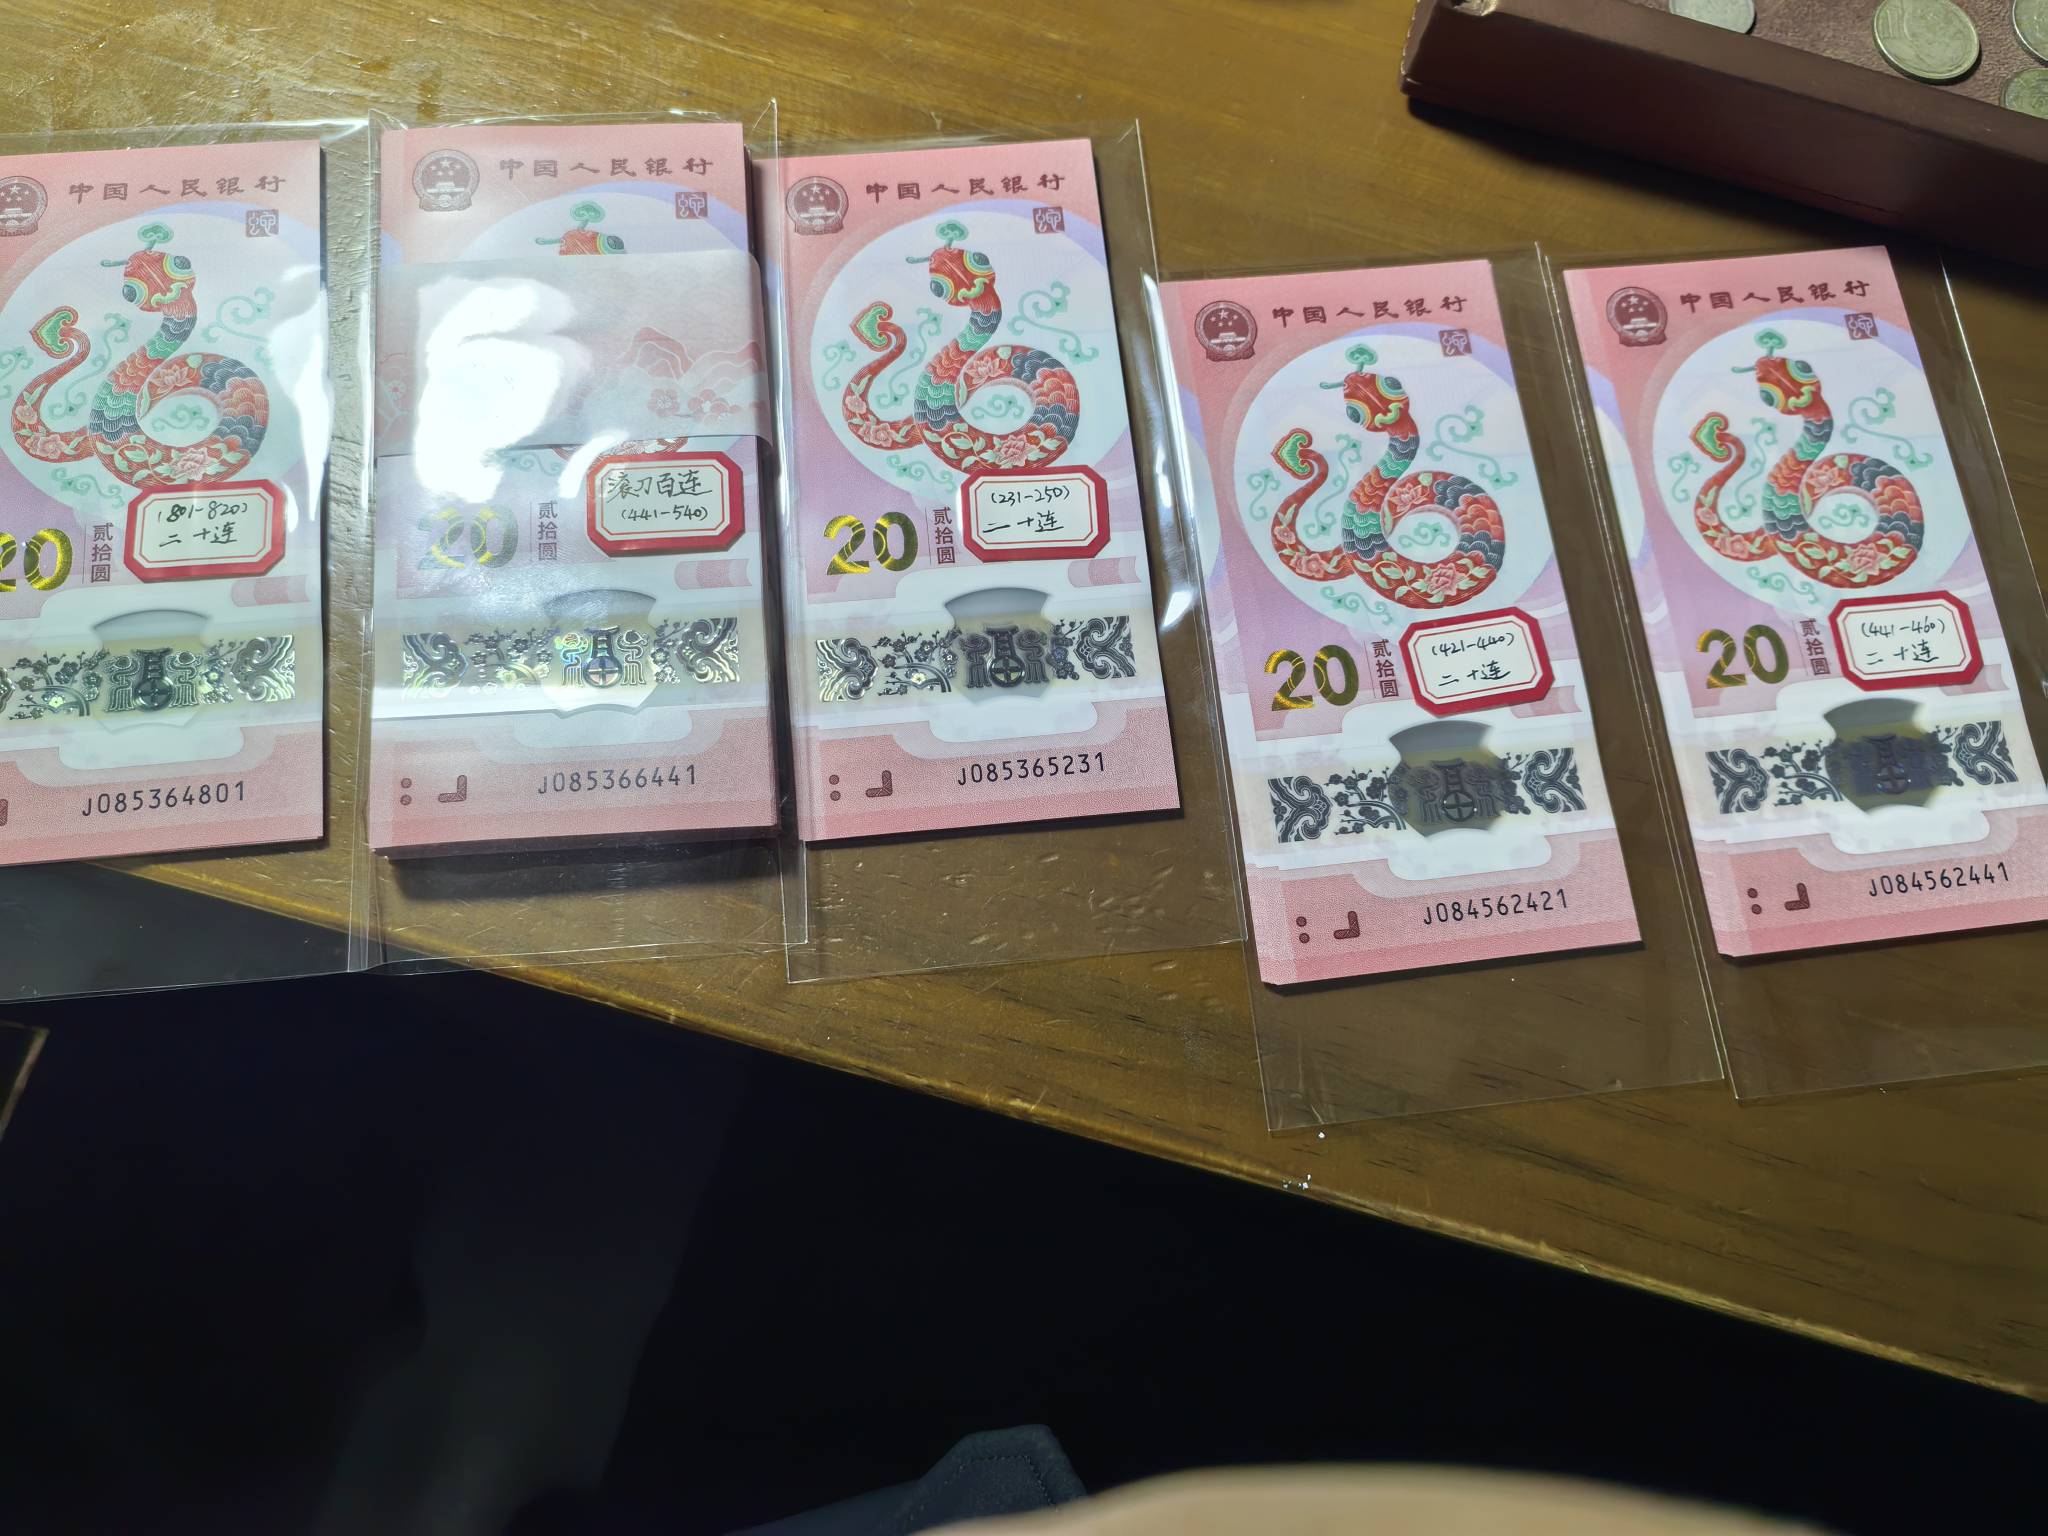 中国人民银行
20
贰拾圆
(801-820)
二十连
J085364801
中国人民银行
20
贰拾圆
滚刀百连
(441-540)
J085366441
中国人民银行
20
贰拾圆
(231-250)
二十连
J085365231
中国人民银行
20
贰拾圆
(421-440)
二十连
J084562421
中国人民银行
20
贰拾圆
(441-460)
二十连
J084562441